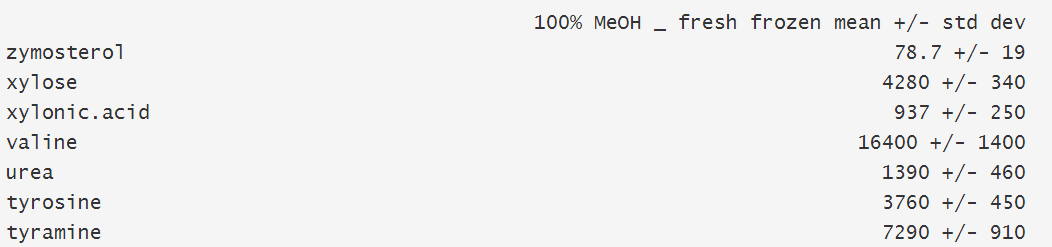 100% MeOH _ fresh frozen mean +/- std dev
zymosterol 78.7 +/- 19
xylose 4280 +/- 340
xylonic.acid 937 +/- 250
valine 16400 +/- 1400
urea 1390 +/- 460
tyrosine 3760 +/- 450
tyramine 7290 +/- 910